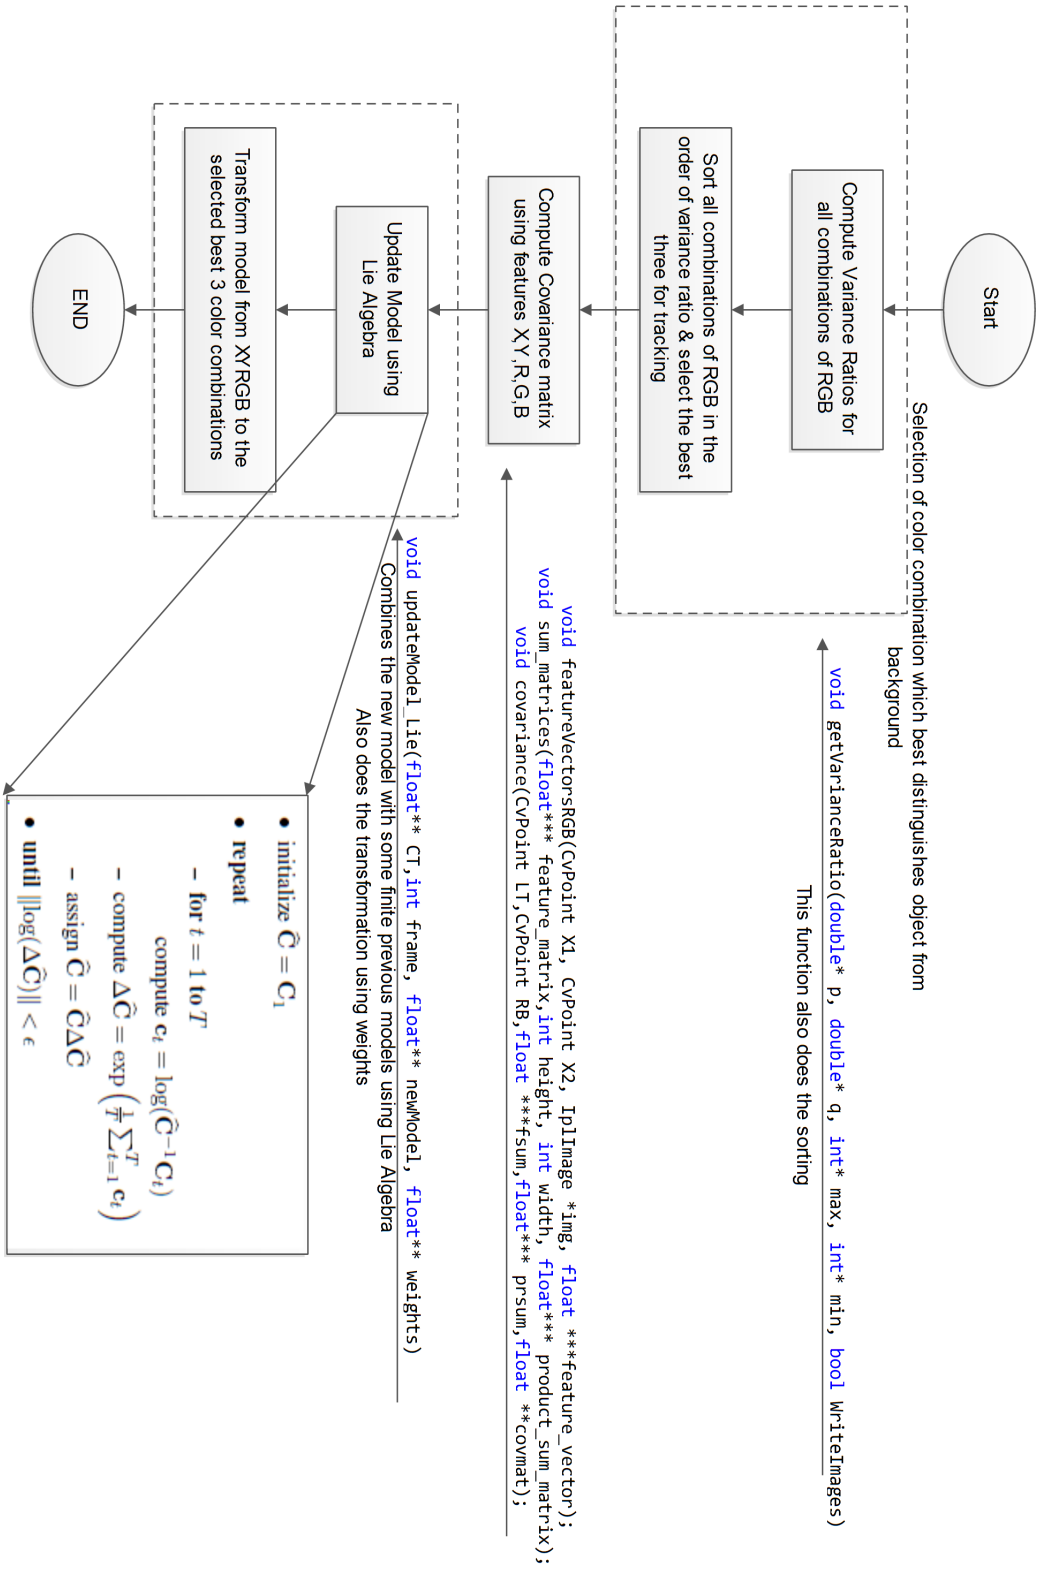 Start
Selection of color combination which best distinguishes object from
background
Compute Variance Ratios for
all combinations of RGB
void getVarianceRatio(double* p, double* q, int* max, int* min, bool WriteImages)
This function also does the sorting
Sort all combinations of RGB in the
order of variance ratio & select the best
three for tracking
Compute Covariance matrix
using features X,Y,R,G,B
void featureVectorsRGB(CvPoint X1, CvPoint X2, IplImage *img, float ***feature_vector);
void sum_matrices(float*** feature_matrix,int height, int width, float*** product_sum_matrix);
void covariance(CvPoint LT,CvPoint RB,float ***fsum,float*** prsum,float **covmat);
Update Model using
Lie Algebra
void updateModel_Lie(float** CT,int frame, float** newModel, float** weights)
Combines the new model with some finite previous models using Lie Algebra
Also does the transformation using weights
Transform model from XYRGB to the
selected best 3 color combinations
END
• initialize Ĉ = C₁
• repeat
– for t = 1 to T
compute cₜ = log(Ĉ⁻¹Cₜ)
– compute ΔĈ = exp(1/T ∑ₜ₌₁ᵀ cₜ)
– assign Ĉ = ĈΔĈ
• until ||log(ΔĈ)|| < ϵ